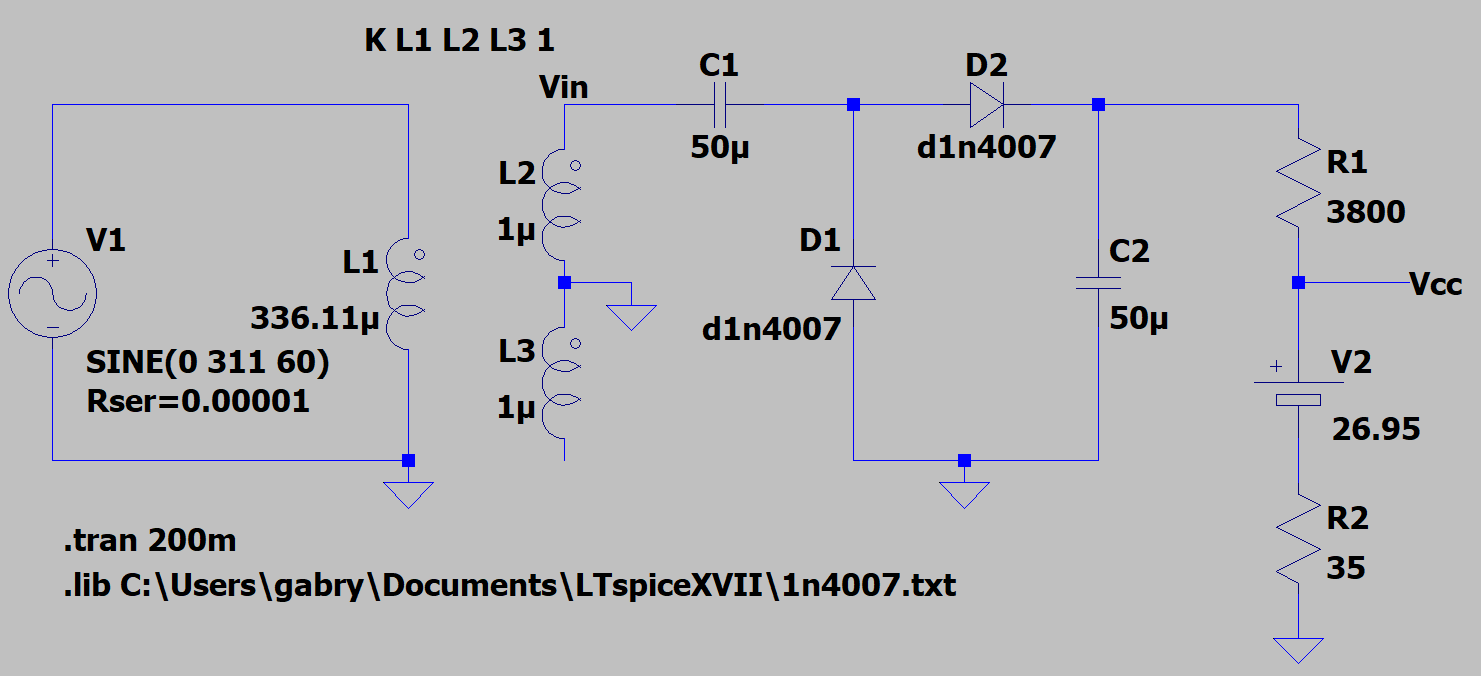 K L1 L2 L3 1
Vin
C1
50µ
D2
d1n4007
V1
SINE(0 311 60)
Rser=0.00001
L1
336.11µ
L2
1µ
L3
1µ
D1
d1n4007
C2
50µ
R1
3800
Vcc
V2
26.95
R2
35
.tran 200m
.lib C:\Users\gabry\Documents\LTspiceXVII\1n4007.txt